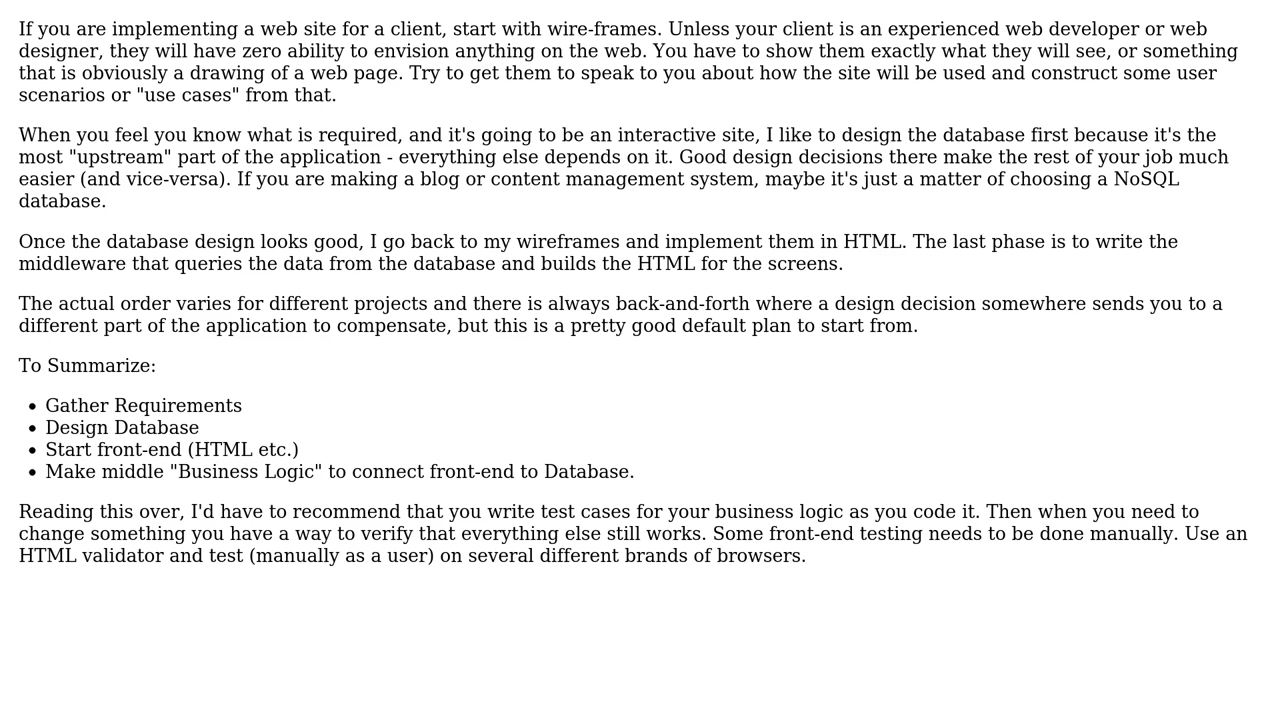 If you are implementing a web site for a client, start with wire-frames. Unless your client is an experienced web developer or web
designer, they will have zero ability to envision anything on the web. You have to show them exactly what they will see, or something
that is obviously a drawing of a web page. Try to get them to speak to you about how the site will be used and construct some user
scenarios or "use cases" from that.
When you feel you know what is required, and it's going to be an interactive site, I like to design the database first because it's the
most "upstream" part of the application - everything else depends on it. Good design decisions there make the rest of your job much
easier (and vice-versa). If you are making a blog or content management system, maybe it's just a matter of choosing a NoSQL
database.
Once the database design looks good, I go back to my wireframes and implement them in HTML. The last phase is to write the
middleware that queries the data from the database and builds the HTML for the screens.
The actual order varies for different projects and there is always back-and-forth where a design decision somewhere sends you to a
different part of the application to compensate, but this is a pretty good default plan to start from.
To Summarize:
• Gather Requirements
• Design Database
• Start front-end (HTML etc.)
• Make middle "Business Logic" to connect front-end to Database.
Reading this over, I'd have to recommend that you write test cases for your business logic as you code it. Then when you need to
change something you have a way to verify that everything else still works. Some front-end testing needs to be done manually. Use an
HTML validator and test (manually as a user) on several different brands of browsers.